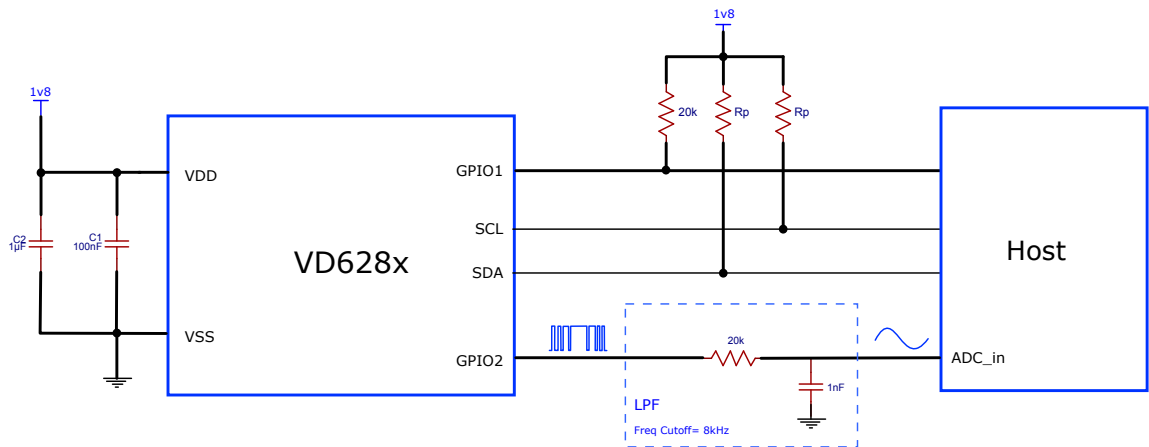 1v8
1v8
20k
Rp
Rp
VDD
GPIO1
SCL
C2
1µF
C1
100nF
VD628x
SDA
Host
VSS
GPIO2
20k
ADC_in
1nF
LPF
Freq Cutoff= 8kHz